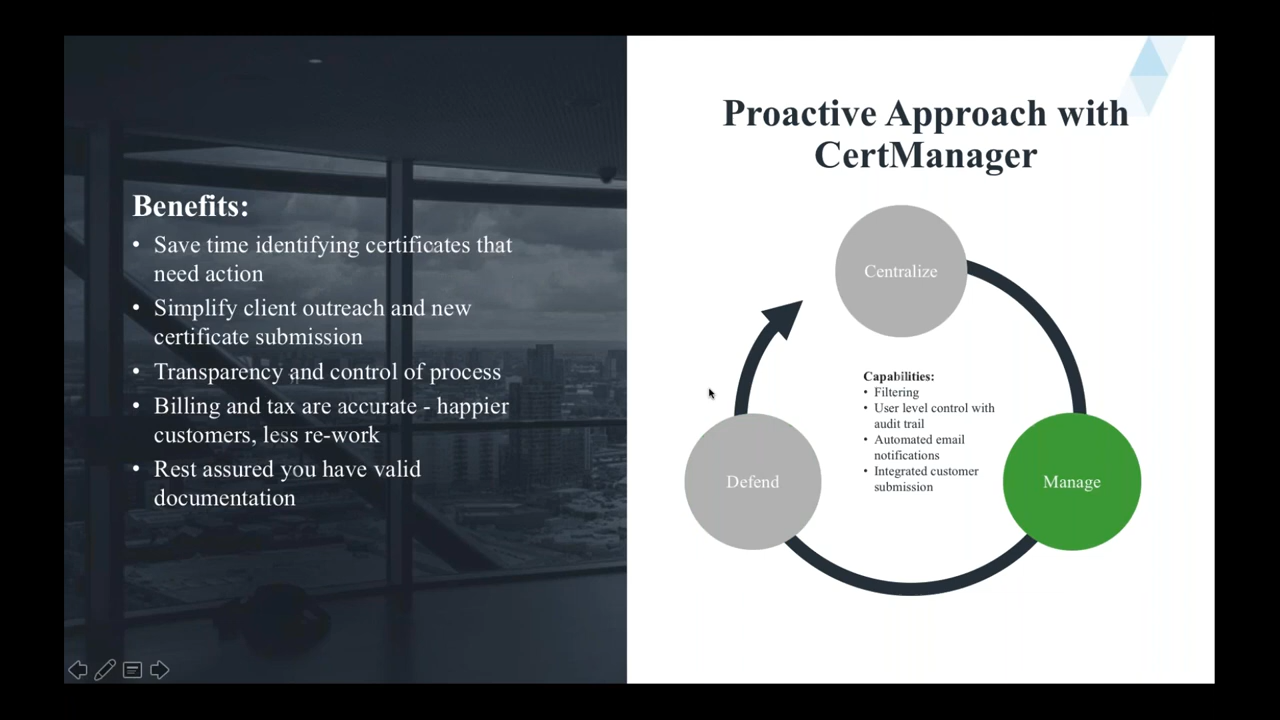 Benefits:
• Save time identifying certificates that
need action
• Simplify client outreach and new
certificate submission
• Transparency and control of process
• Billing and tax are accurate - happier
customers, less re-work
• Rest assured you have valid
documentation
Proactive Approach with
CertManager
Centralize
Capabilities:
• Filtering
• User level control with
audit trail
• Automated email
notifications
• Integrated customer
submission
Defend
Manage